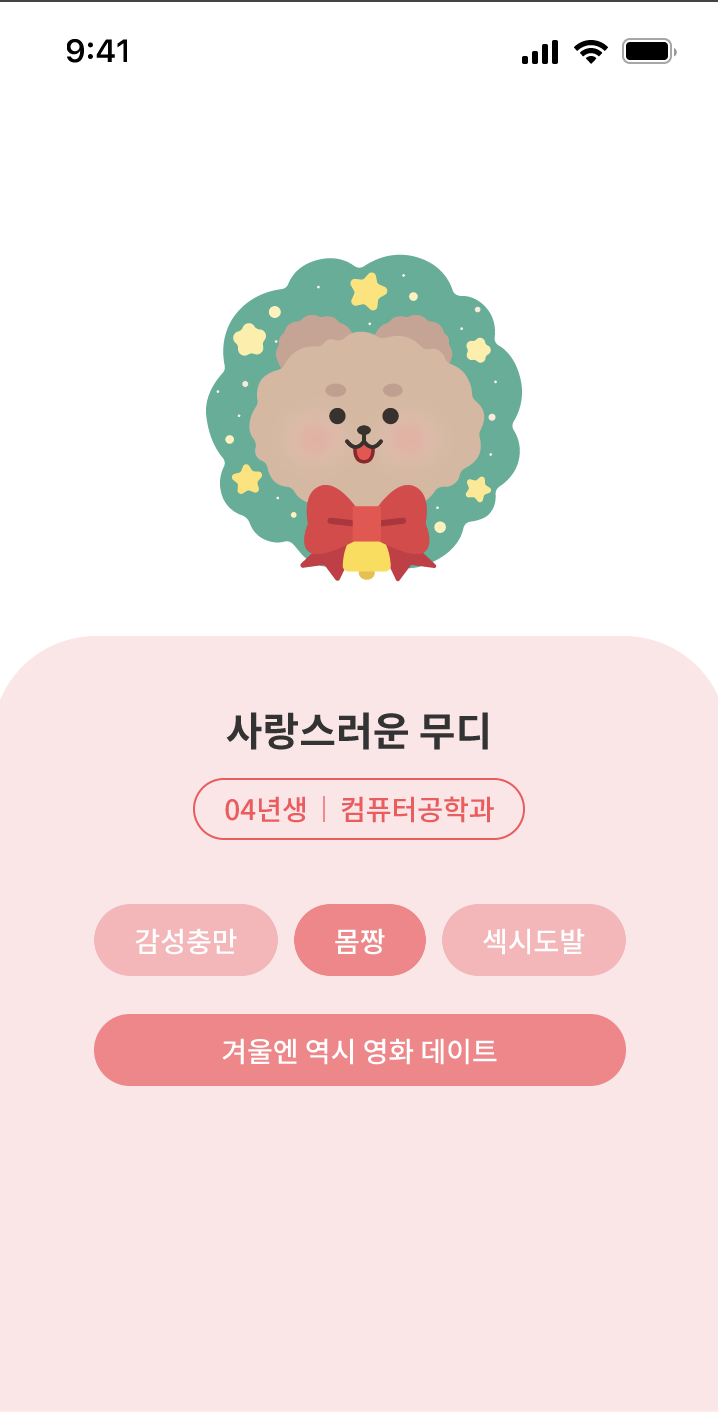 9:41
사랑스러운 무디
04년생 | 컴퓨터공학과
감성충만 몸짱 섹시도발
겨울엔 역시 영화 데이트